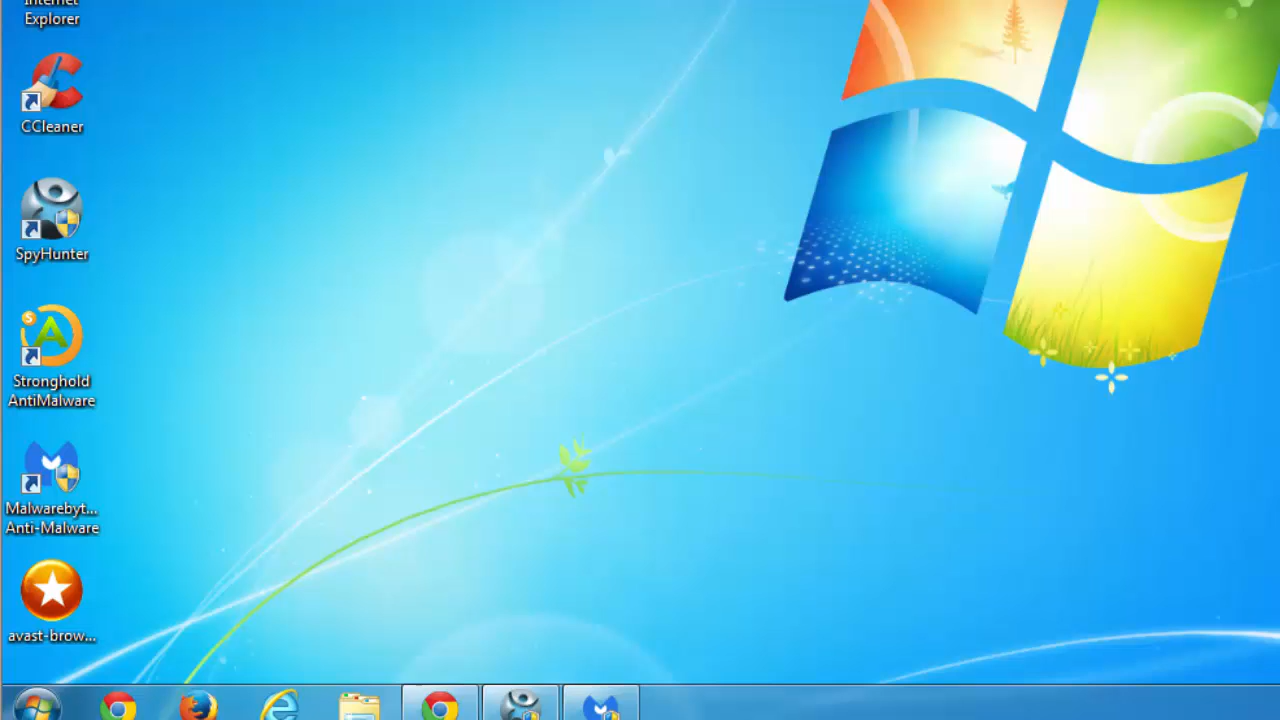 Internet
Explorer
CCleaner
SpyHunter
Stronghold
AntiMalware
Malwarebyt...
Anti-Malware
avast-brow...